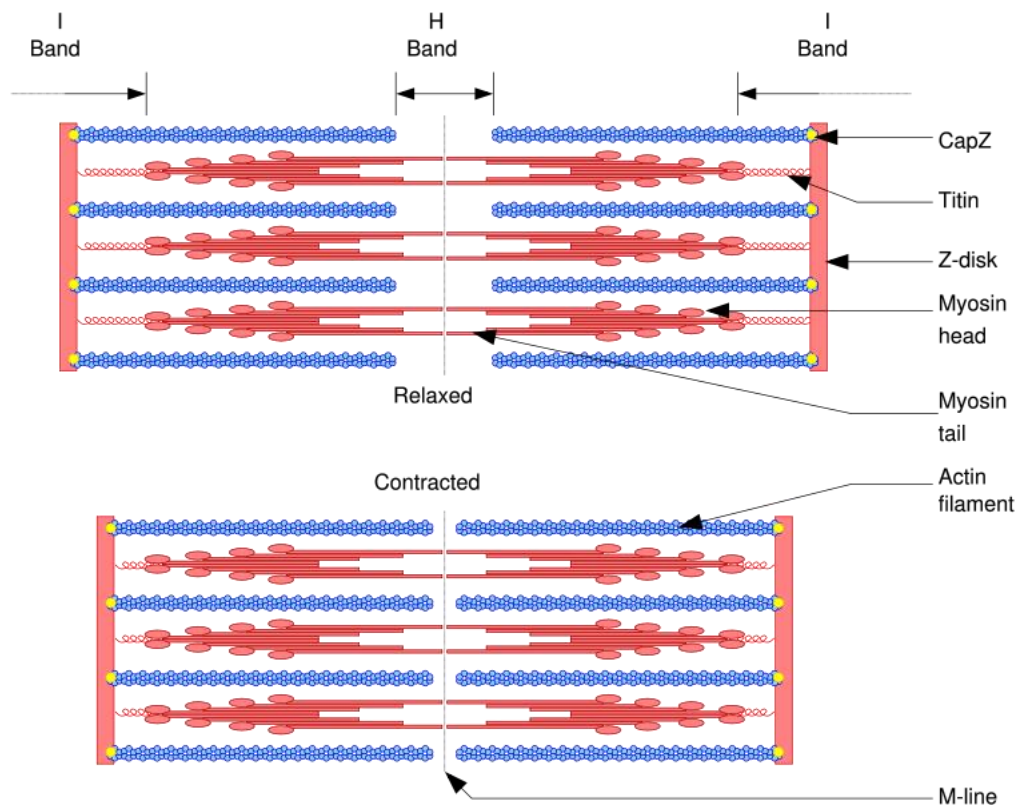 I
Band
H
Band
I
Band
CapZ
Titin
Z-disk
Myosin
head
Relaxed
Myosin
tail
Contracted
Actin
filament
M-line